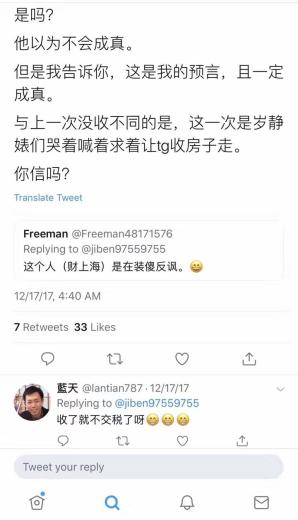 是吗?
他以为不会成真。
但是我告诉你，这是我的预言，且一定
成真。
与上一次没收不同的是，这一次是岁静
婊们哭着喊着求着让tg收房子走。
你信吗?
Translate Tweet
Freeman @Freeman48171576
Replying to @jiben97559755
这个人（财上海）是在装傻反讽。😄
12/17/17, 4:40 AM
7 Retweets 33 Likes
藍天 @lantian787 · 12/17/17
Replying to @jiben97559755
收了就不交税了呀😁😁😁
Tweet your reply